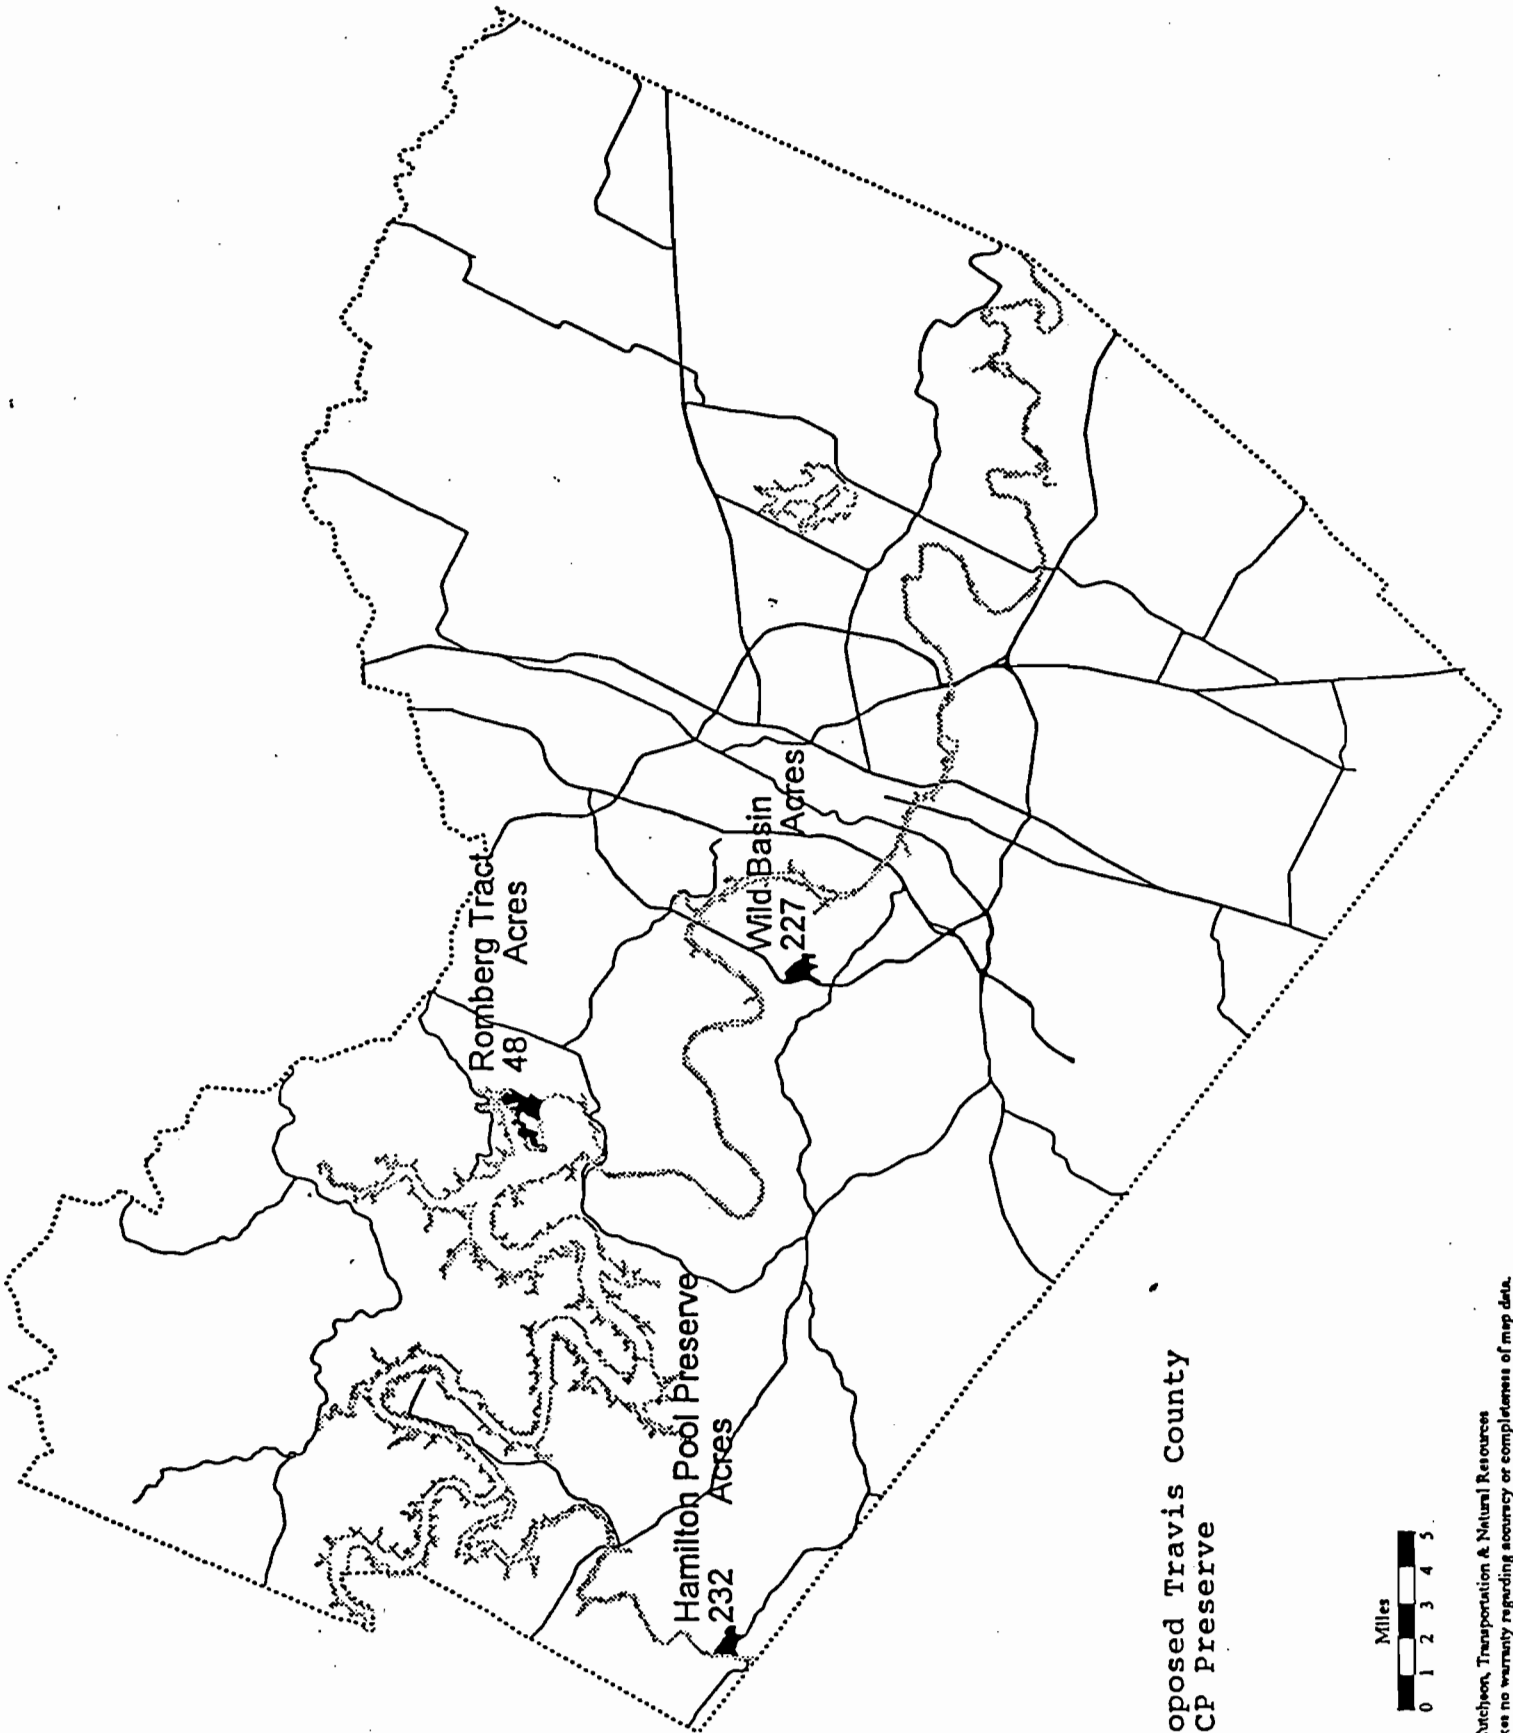 Romberg Tract
48 Acres
Wild Basin
227 Acres
Hamilton Pool Preserve
232 Acres
oposed Travis County
CP Preserve
Miles
0 1 2 3 4 5
Transportation & Natural Resources
no warranty regarding accuracy or completeness of map data.